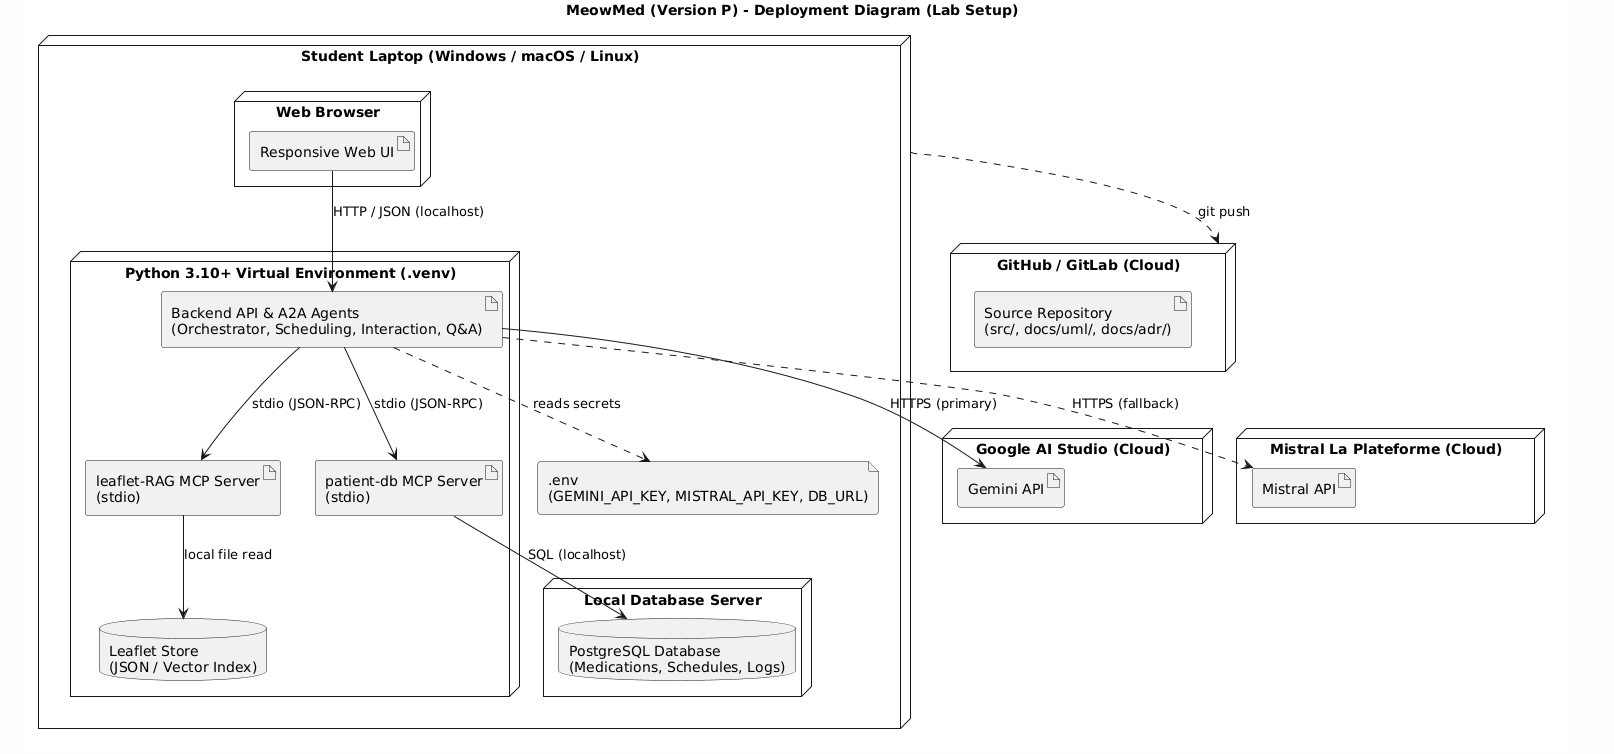 MeowMed (Version P) - Deployment Diagram (Lab Setup)
Student Laptop (Windows / macOS / Linux)
Web Browser
Responsive Web UI
HTTP / JSON (localhost)
git push
Python 3.10+ Virtual Environment (.venv)
Backend API & A2A Agents
(Orchestrator, Scheduling, Interaction, Q&A)
GitHub / GitLab (Cloud)
Source Repository
(src/, docs/uml/, docs/adr/)
stdio (JSON-RPC)
stdio (JSON-RPC)
reads secrets
HTTPS (primary)
HTTPS (fallback)
leaflet-RAG MCP Server
(stdio)
patient-db MCP Server
(stdio)
.env
(GEMINI_API_KEY, MISTRAL_API_KEY, DB_URL)
Google AI Studio (Cloud)
Gemini API
Mistral La Plateforme (Cloud)
Mistral API
local file read
SQL (localhost)
Leaflet Store
(JSON / Vector Index)
Local Database Server
PostgreSQL Database
(Medications, Schedules, Logs)